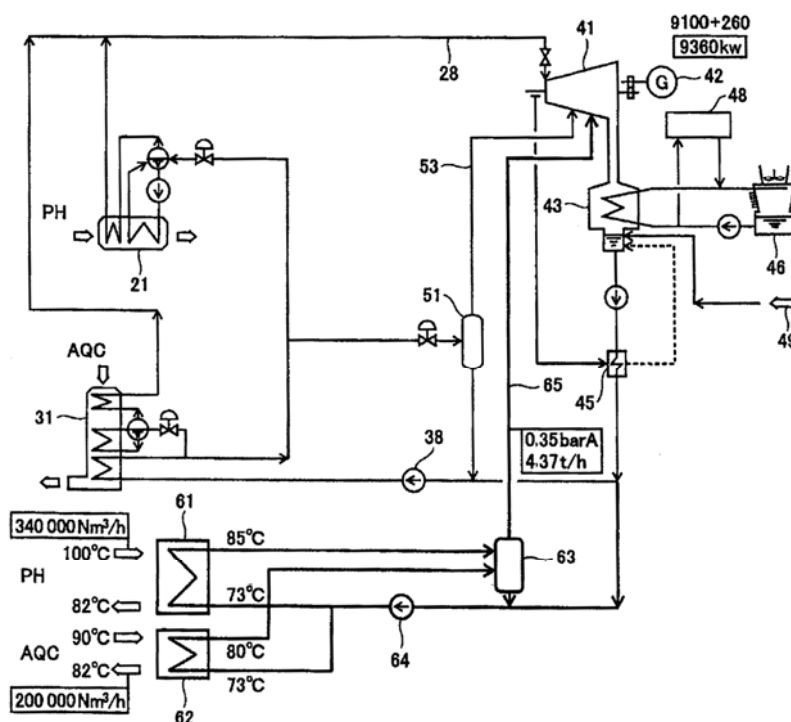 9100+260
9360kw
41
28
G
42
48
53
43
PH
21
46
51
49
AQC
65
45
31
38
0.35barA
4.37t/h
340 000Nm³/h
61
85°C
100°C
63
PH
82°C
73°C
90°C
64
AQC
80°C
82°C
73°C
200 000Nm³/h
62